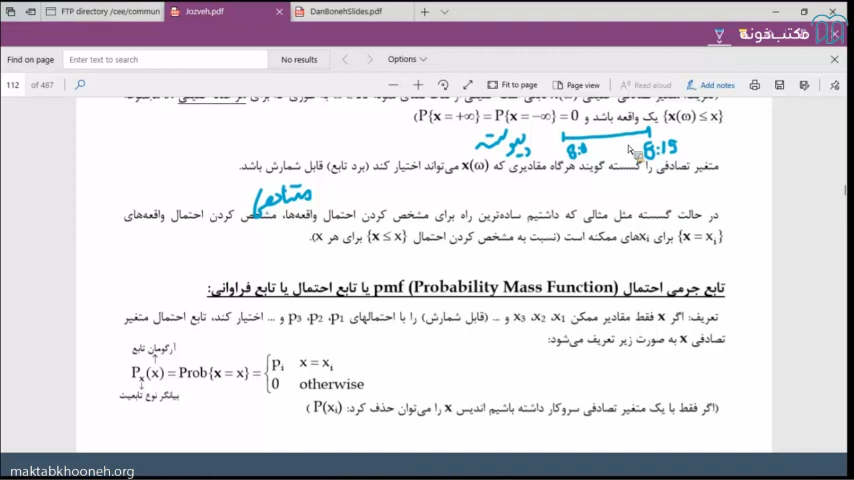 FTP directory /cee/commun
Jozveh.pdf
DanBonehSlides.pdf
مکتب‌خونه
Find on page
Enter text to search
No results
Options
112 of 487
Fit to page
Page view
Read aloud
Add notes
{x(ω) ≤ x} یک واقعه باشد و P{x = +∞} = P{x = −∞} = 0)
پیوسته
8:0
8:15
متغیر تصادفی را گسسته گویند هرگاه مقادیری که x(ω) می‌تواند اختیار کند (برد تابع) قابل شمارش باشد.
در حالت گسسته مثل مثالی که داشتیم ساده‌ترین راه برای مشخص کردن احتمال واقعه‌ها، مشخص کردن احتمال واقعه‌های
{x = xi} برای xiهای ممکنه است (نسبت به مشخص کردن احتمال {x ≤ x} برای هر x).
تابع جرمی احتمال pmf (Probability Mass Function) یا تابع احتمال یا تابع فراوانی:
تعریف: اگر x فقط مقادیر ممکن x1، x2، x3 و ... (قابل شمارش) را با احتمالهای p1، p2، p3 و ... اختیار کند، تابع احتمال متغیر
تصادفی x به صورت زیر تعریف می‌شود:
آرگومان تابع
Px(x) = Prob{x = x} = { pi x = xi
0 otherwise
بیانگر نوع تابعیت
(اگر فقط با یک متغیر تصادفی سروکار داشته باشیم اندیس x را می‌توان حذف کرد: P(xi) )
maktabkhooneh.org